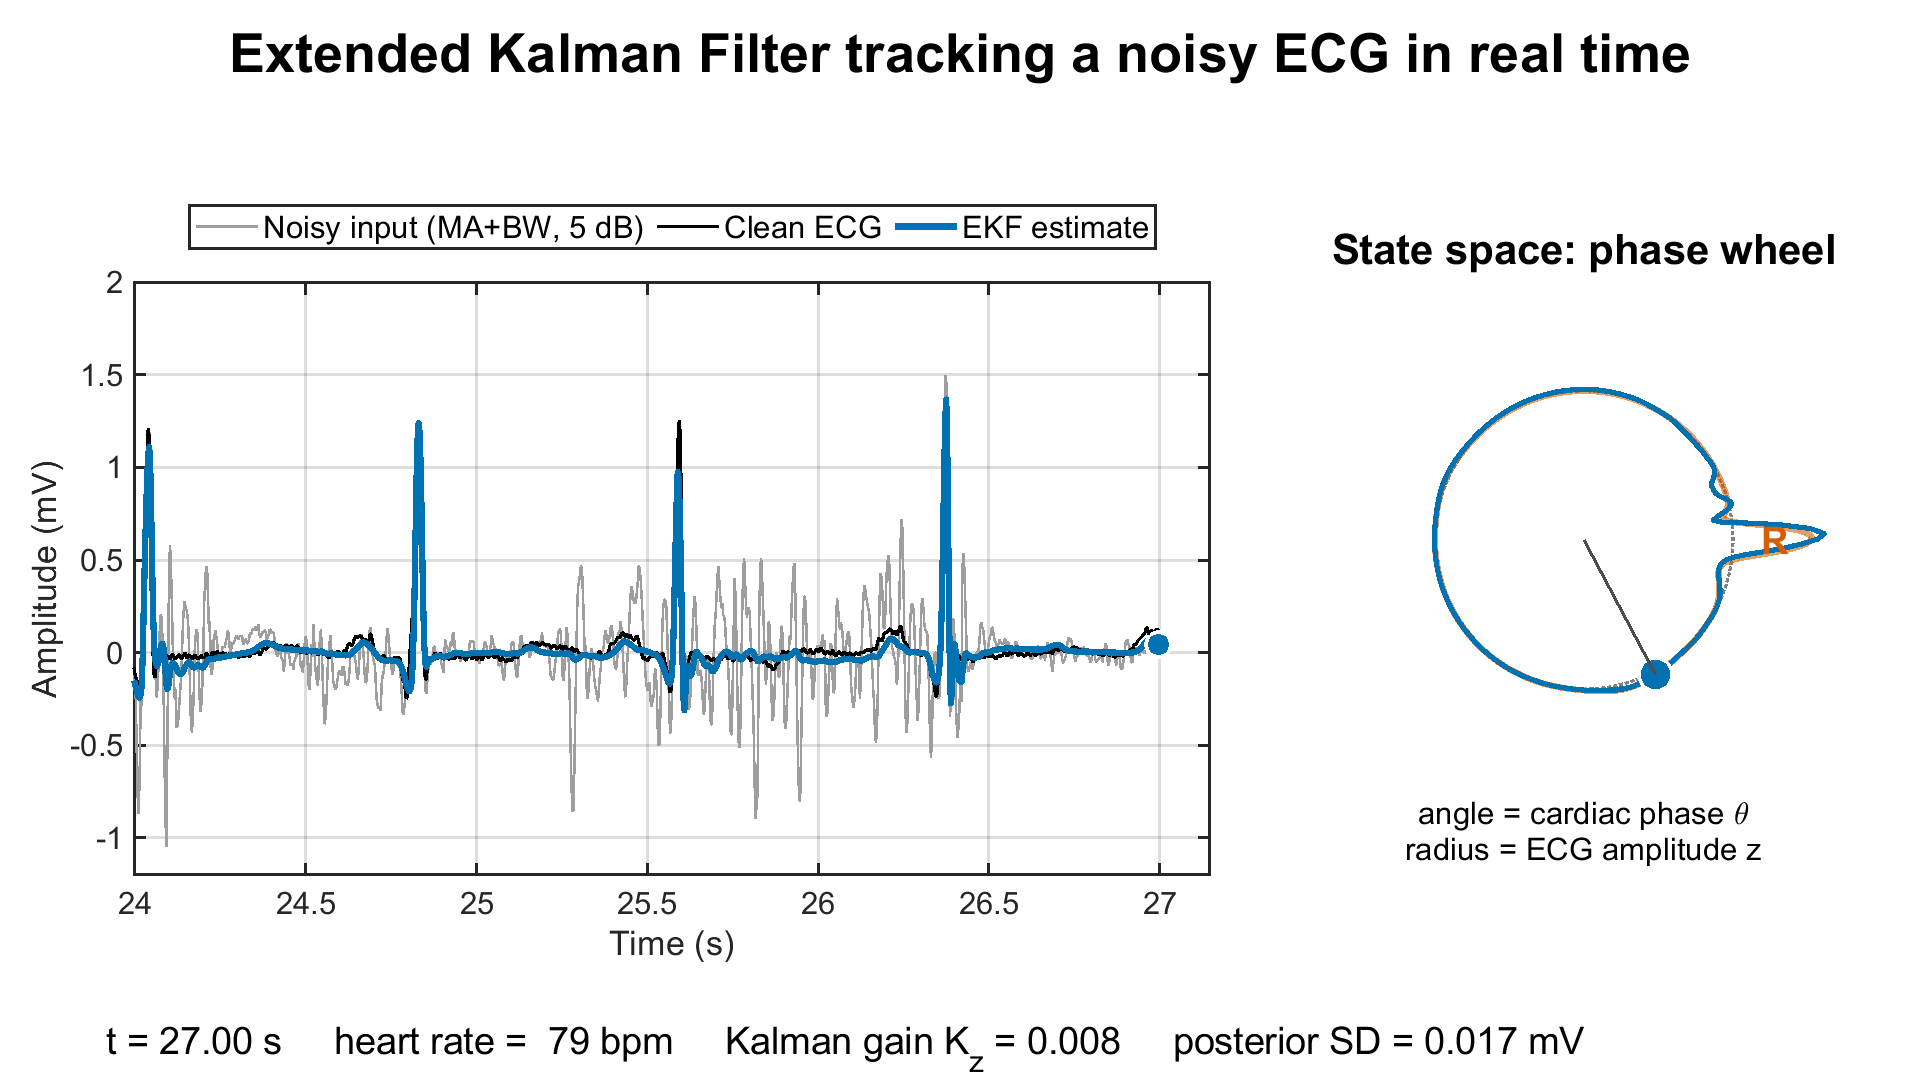 Extended Kalman Filter tracking a noisy ECG in real time
Noisy input (MA+BW, 5 dB) Clean ECG EKF estimate
State space: phase wheel
2
1.5
1
0.5
0
-0.5
-1
Amplitude (mV)
24 24.5 25 25.5 26 26.5 27
Time (s)
R
angle = cardiac phase θ
radius = ECG amplitude z
t = 27.00 s heart rate = 79 bpm Kalman gain K_z = 0.008 posterior SD = 0.017 mV